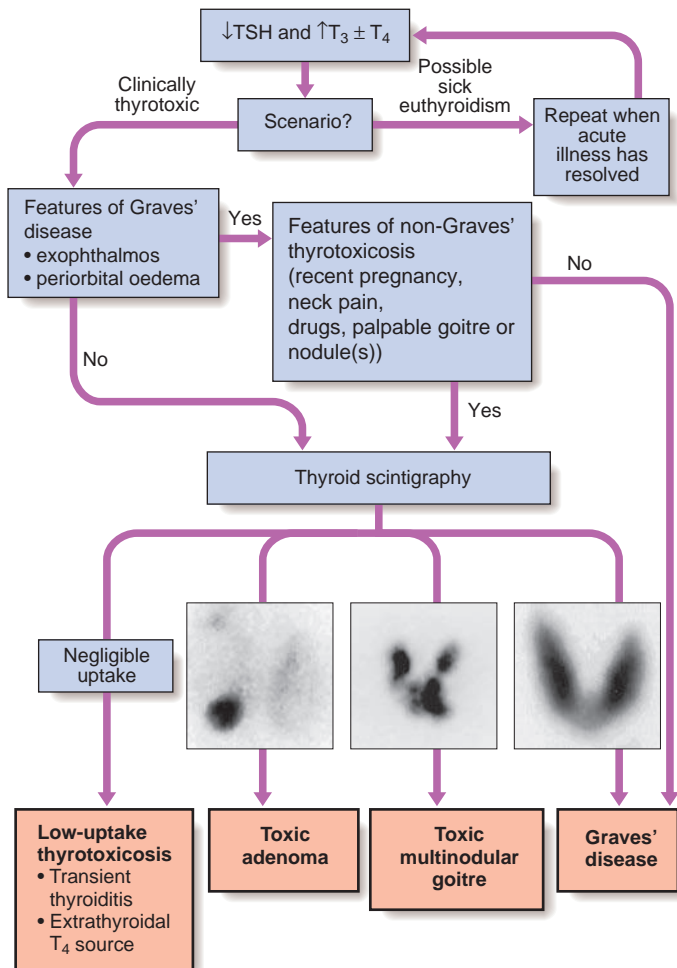 ↓TSH and ↑T₃ ± T₄
Clinically
thyrotoxic
Possible
sick
euthyroidism
Scenario?
Repeat when
acute
illness has
resolved
Features of Graves'
disease
• exophthalmos
• periorbital oedema
Yes
Features of non-Graves'
thyrotoxicosis
(recent pregnancy,
neck pain,
drugs, palpable goitre or
nodule(s))
No
No
Yes
Thyroid scintigraphy
Negligible
uptake
Low-uptake
thyrotoxicosis
• Transient
thyroiditis
• Extrathyroidal
T₄ source
Toxic
adenoma
Toxic
multinodular
goitre
Graves'
disease